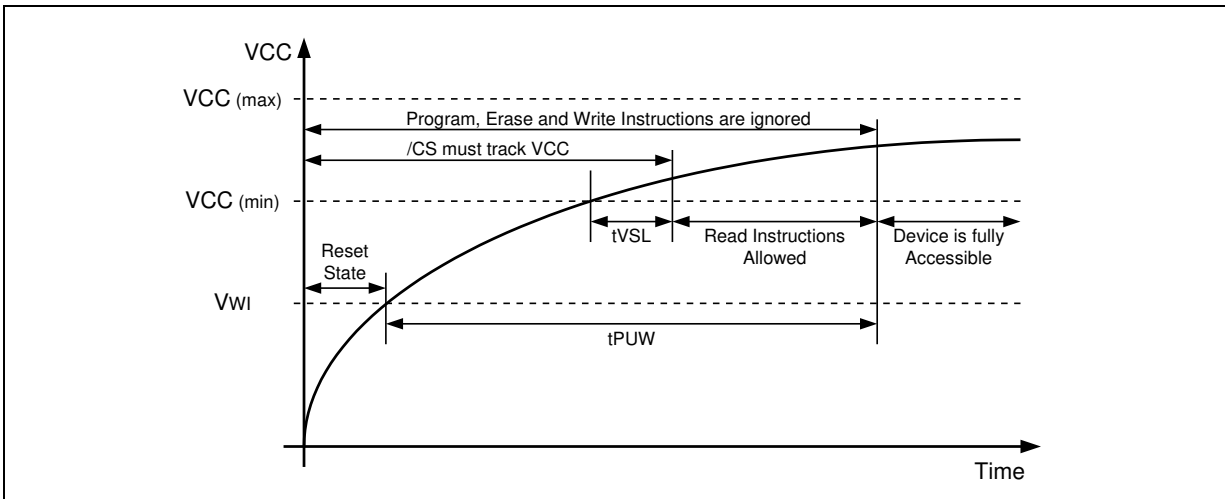 VCC
VCC (max)
Program, Erase and Write Instructions are ignored
/CS must track VCC
VCC (min)
tVSL
Read Instructions
Allowed
Device is fully
Accessible
Reset
State
VWI
tPUW
Time